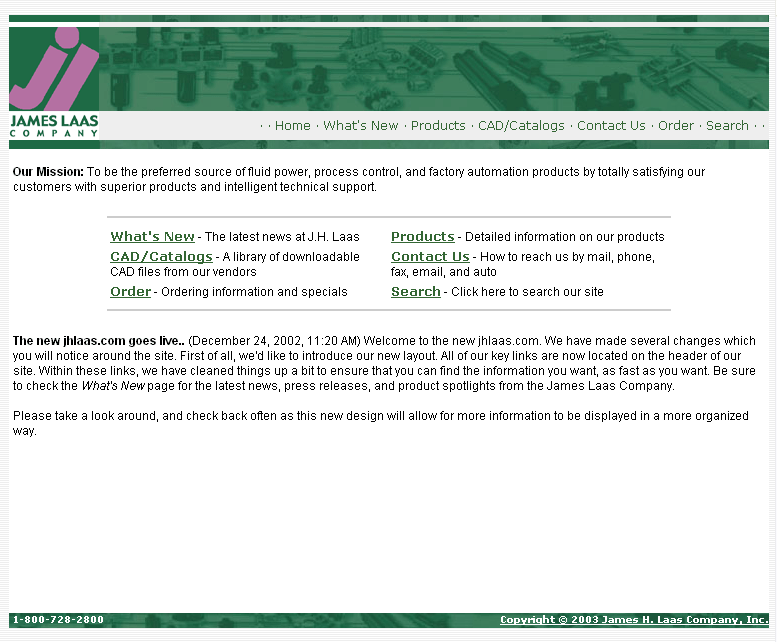 JAMES LAAS
COMPANY
· · Home · What's New · Products · CAD/Catalogs · Contact Us · Order · Search · ·
Our Mission: To be the preferred source of fluid power, process control, and factory automation products by totally satisfying our
customers with superior products and intelligent technical support.
What's New - The latest news at J.H. Laas
Products - Detailed information on our products
CAD/Catalogs - A library of downloadable
CAD files from our vendors
Contact Us - How to reach us by mail, phone,
fax, email, and auto
Order - Ordering information and specials
Search - Click here to search our site
The new jhlaas.com goes live.. (December 24, 2002, 11:20 AM) Welcome to the new jhlaas.com. We have made several changes which
you will notice around the site. First of all, we'd like to introduce our new layout. All of our key links are now located on the header of our
site. Within these links, we have cleaned things up a bit to ensure that you can find the information you want, as fast as you want. Be sure
to check the What's New page for the latest news, press releases, and product spotlights from the James Laas Company.
Please take a look around, and check back often as this new design will allow for more information to be displayed in a more organized
way.
1-800-728-2800
Copyright © 2003 James H. Laas Company, Inc.